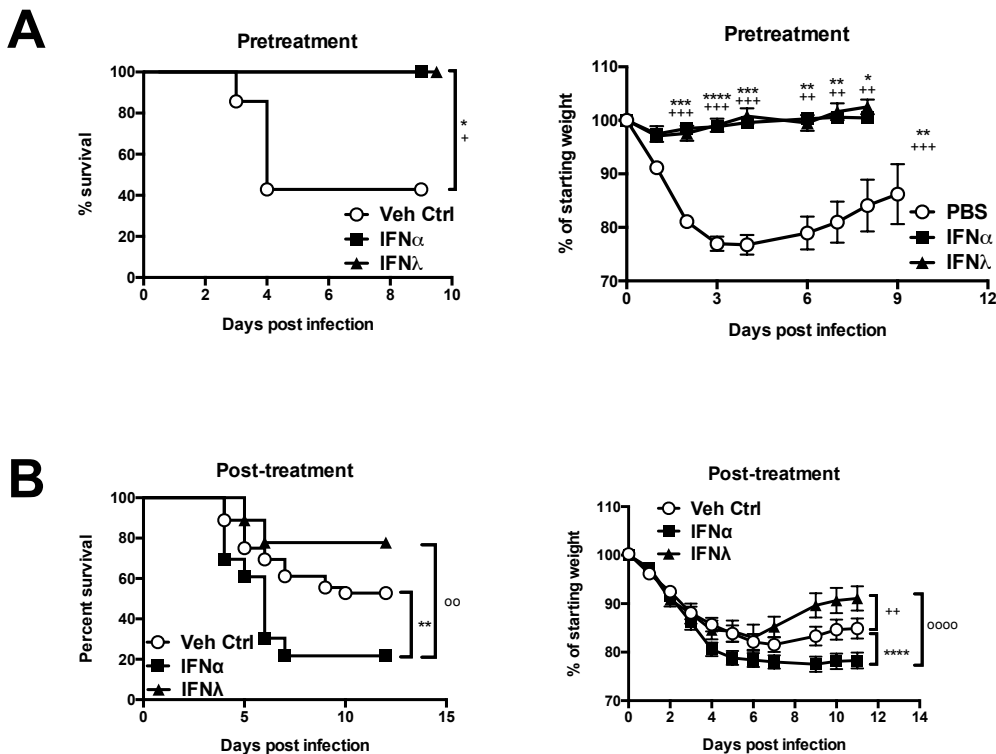 A
Pretreatment
100
80
60
40
20
0
% survival
*
+
Veh Ctrl
IFNα
IFNλ
0 2 4 6 8 10
Days post infection
Pretreatment
110
100
90
80
70
% of starting weight
*** **** *** ** ** *
+++ +++ +++ ++ ++ ++
**
+++
PBS
IFNα
IFNλ
0 3 6 9 12
Days post infection
B
Post-treatment
100
80
60
40
20
0
Percent survival
**
oo
Veh Ctrl
IFNα
IFNλ
0 5 10 15
Days post infection
Post-treatment
Veh Ctrl
IFNα
IFNλ
110
100
90
80
70
% of starting weight
++
****
oooo
0 2 4 6 8 10 12 14
Days post infection